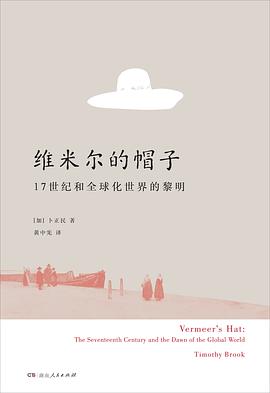 维米尔的帽子
17世纪和全球化世界的黎明
［加］卜正民 著
黄中宪 译
Vermeer's Hat:
The Seventeenth Century and the Dawn of the Global World
Timothy Brook
湖南人民出版社